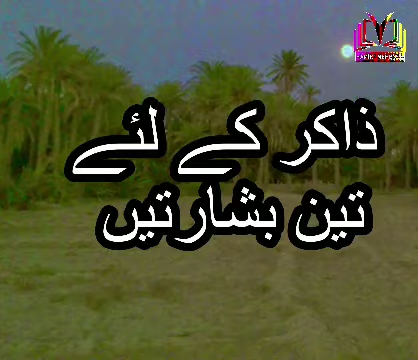 ذاکر کے لئے
تین بشارتیں